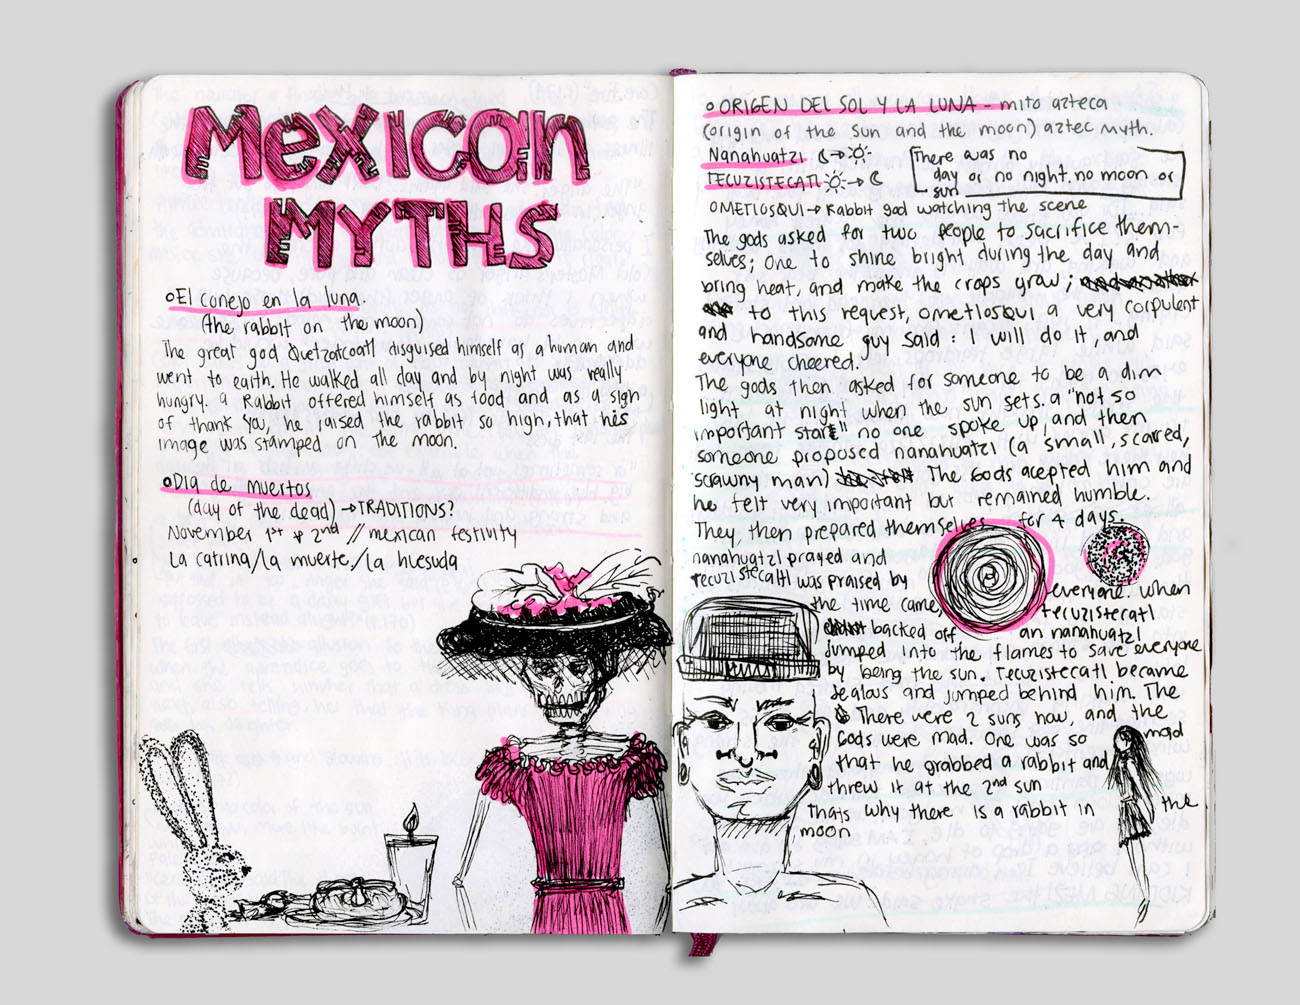 Mexican
MYTHS
El conejo en la luna.
(the rabbit on the moon)
The great god Quetzatcoatl disguised himself as a human and
went to earth. He walked all day and by night was really
hungry. a Rabbit offered himself as food and as a sign
of thank you, he raised the rabbit so high, that his
image was stamped on the moon.
Dia de muertos
(day of the dead) → TRADITIONS?
November 1st & 2nd // mexican festivity
La catrina/la muerte/la huesuda
ORIGEN DEL SOL Y LA LUNA - mito azteca
(origin of the sun and the moon) aztec myth.
Nanahuatzi
TECUZISTECATL
There was no
day or no night, no moon or
sun
OMETLOSQUI → Rabbit god watching the scene
The gods asked for two people to sacrifice them-
selves; One to shine bright during the day and
bring heat, and make the crops grow;
to this request, ometlosqui a very corpulent
and handsome guy said: I will do it, and
everyone cheered.
The gods then asked for someone to be a dim
light at night when the sun sets. a "not so
important star" no one spoke up, and then
someone proposed nanahuatzi (a small, scarred,
scrawny man) The Gods acepted him and
he felt very important but remained humble.
They, then prepared themselves for 4 days.
nanahuatzi prayed and
tecuzistecattl was praised by
everyone. when
the time came, tecuzistecatl
backed off an nanahuatzi
jumped into the flames to save everyone
by being the sun. Tecuzistecatl became
jealous and jumped behind him. The
There were 2 suns now, and the
Gods were mad. One was so mad
that he grabbed a rabbit and
threw it at the 2nd sun
Thats why there is a rabbit in the
moon